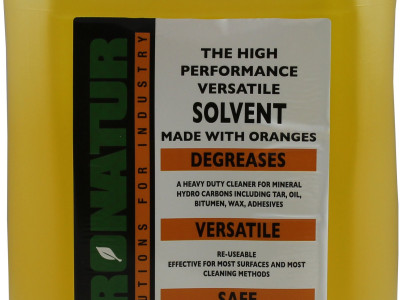 RONATUR
UTIONS FOR INDUSTRY
THE HIGH
PERFORMANCE
VERSATILE
SOLVENT
MADE WITH ORANGES
DEGREASES
A HEAVY DUTY CLEANER FOR MINERAL
HYDRO CARBONS INCLUDING TAR, OIL,
BITUMEN, WAX, ADHESIVES
VERSATILE
RE-USEABLE
EFFECTIVE FOR MOST SURFACES AND MOST
CLEANING METHODS
SAFE